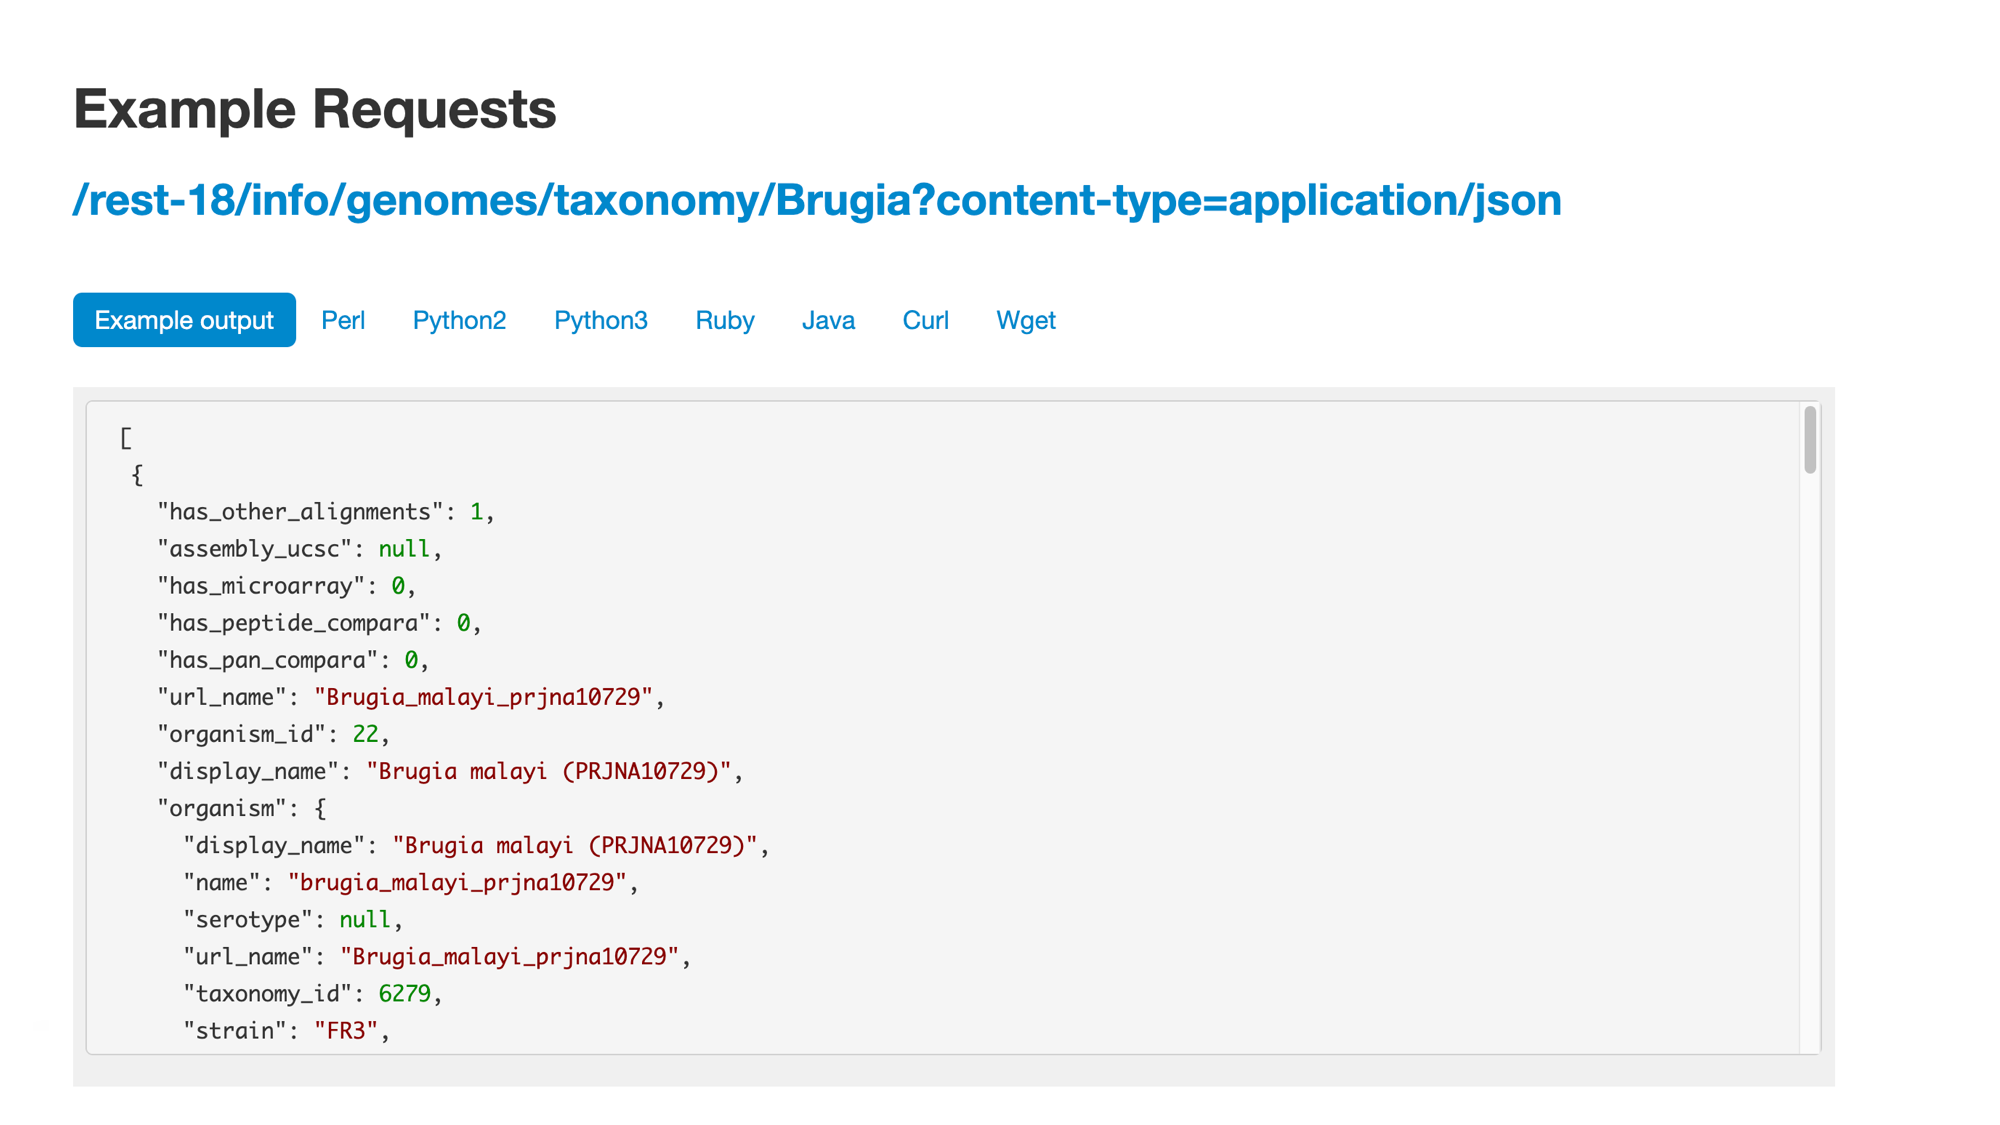 Example Requests
/rest-18/info/genomes/taxonomy/Brugia?content-type=application/json
Example output Perl Python2 Python3 Ruby Java Curl Wget
[
{
"has_other_alignments": 1,
"assembly_ucsc": null,
"has_microarray": 0,
"has_peptide_compara": 0,
"has_pan_compara": 0,
"url_name": "Brugia_malayi_prjna10729",
"organism_id": 22,
"display_name": "Brugia malayi (PRJNA10729)",
"organism": {
"display_name": "Brugia malayi (PRJNA10729)",
"name": "brugia_malayi_prjna10729",
"serotype": null,
"url_name": "Brugia_malayi_prjna10729",
"taxonomy_id": 6279,
"strain": "FR3",